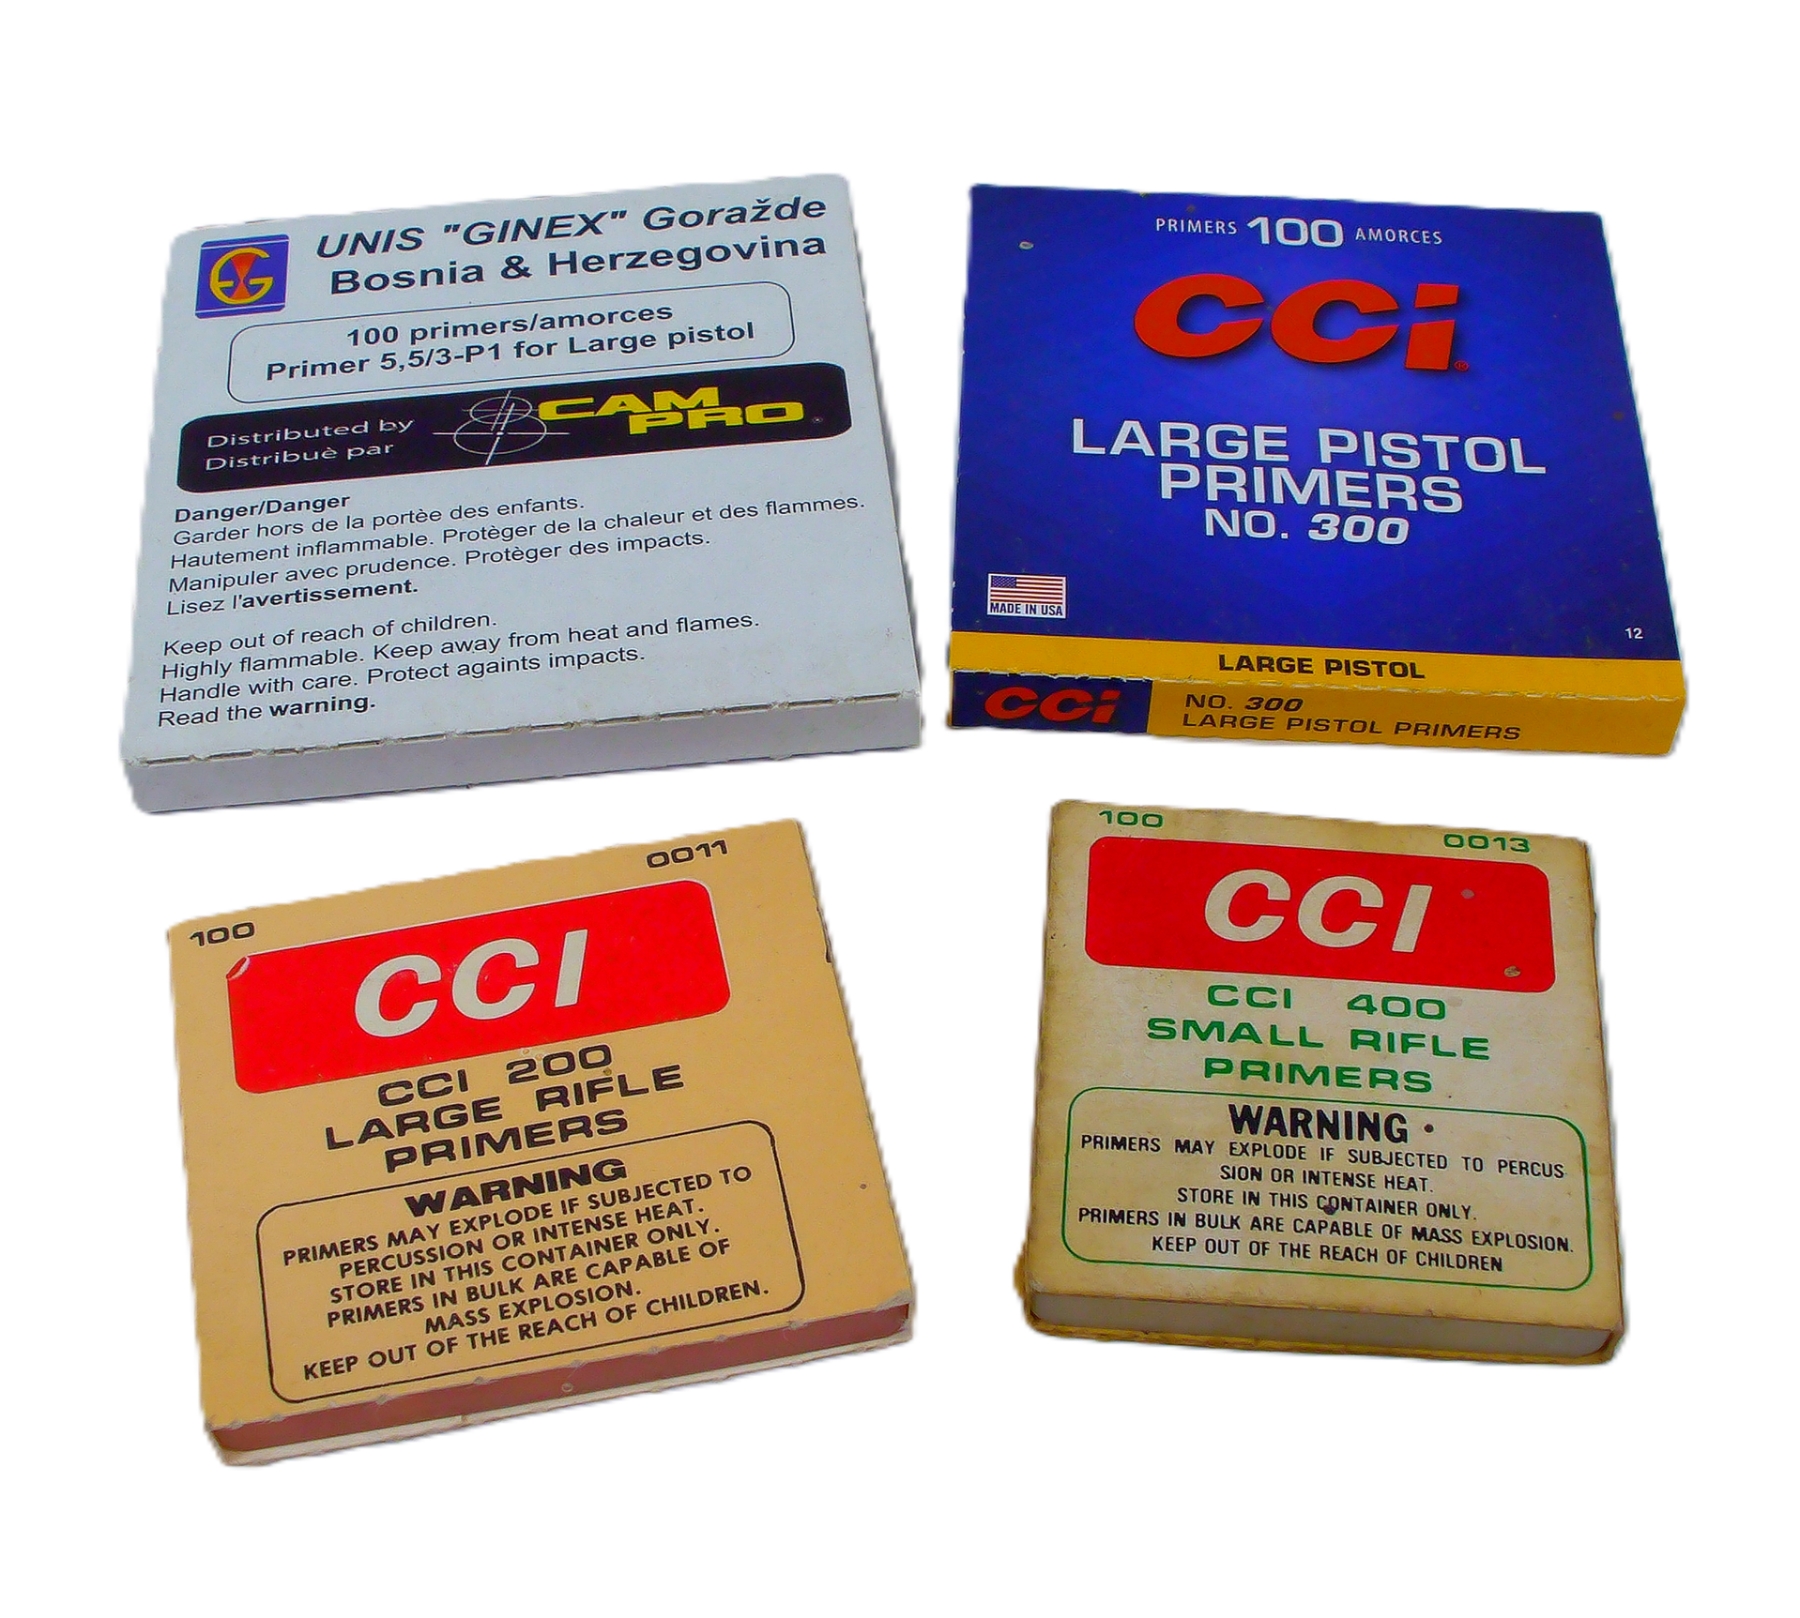 UNIS "GINEX" Goražde
Bosnia & Herzegovina
100 primers/amorces
Primer 5,5/3-P1 for Large pistol
Distributed by
Distribuè par
CAM
PRO
Danger/Danger
Garder hors de la portèe des enfants.
Hautement inflammable. Protèger de la chaleur et des flammes.
Manipuler avec prudence. Protèger des impacts.
Lisez l'avertissement.
Keep out of reach of children.
Highly flammable. Keep away from heat and flames.
Handle with care. Protect againts impacts.
Read the warning.
PRIMERS 100 AMORCES
CCi®
LARGE PISTOL
PRIMERS
NO. 300
MADE IN USA
12
LARGE PISTOL
CCi
NO. 300
LARGE PISTOL PRIMERS
100 0011
CCI
CCI 200
LARGE RIFLE
PRIMERS
WARNING
PRIMERS MAY EXPLODE IF SUBJECTED TO
PERCUSSION OR INTENSE HEAT.
STORE IN THIS CONTAINER ONLY.
PRIMERS IN BULK ARE CAPABLE OF
MASS EXPLOSION.
KEEP OUT OF THE REACH OF CHILDREN.
100 0013
CCI
CCI 400
SMALL RIFLE
PRIMERS
WARNING
PRIMERS MAY EXPLODE IF SUBJECTED TO PERCUS
SION OR INTENSE HEAT.
STORE IN THIS CONTAINER ONLY.
PRIMERS IN BULK ARE CAPABLE OF MASS EXPLOSION.
KEEP OUT OF THE REACH OF CHILDREN